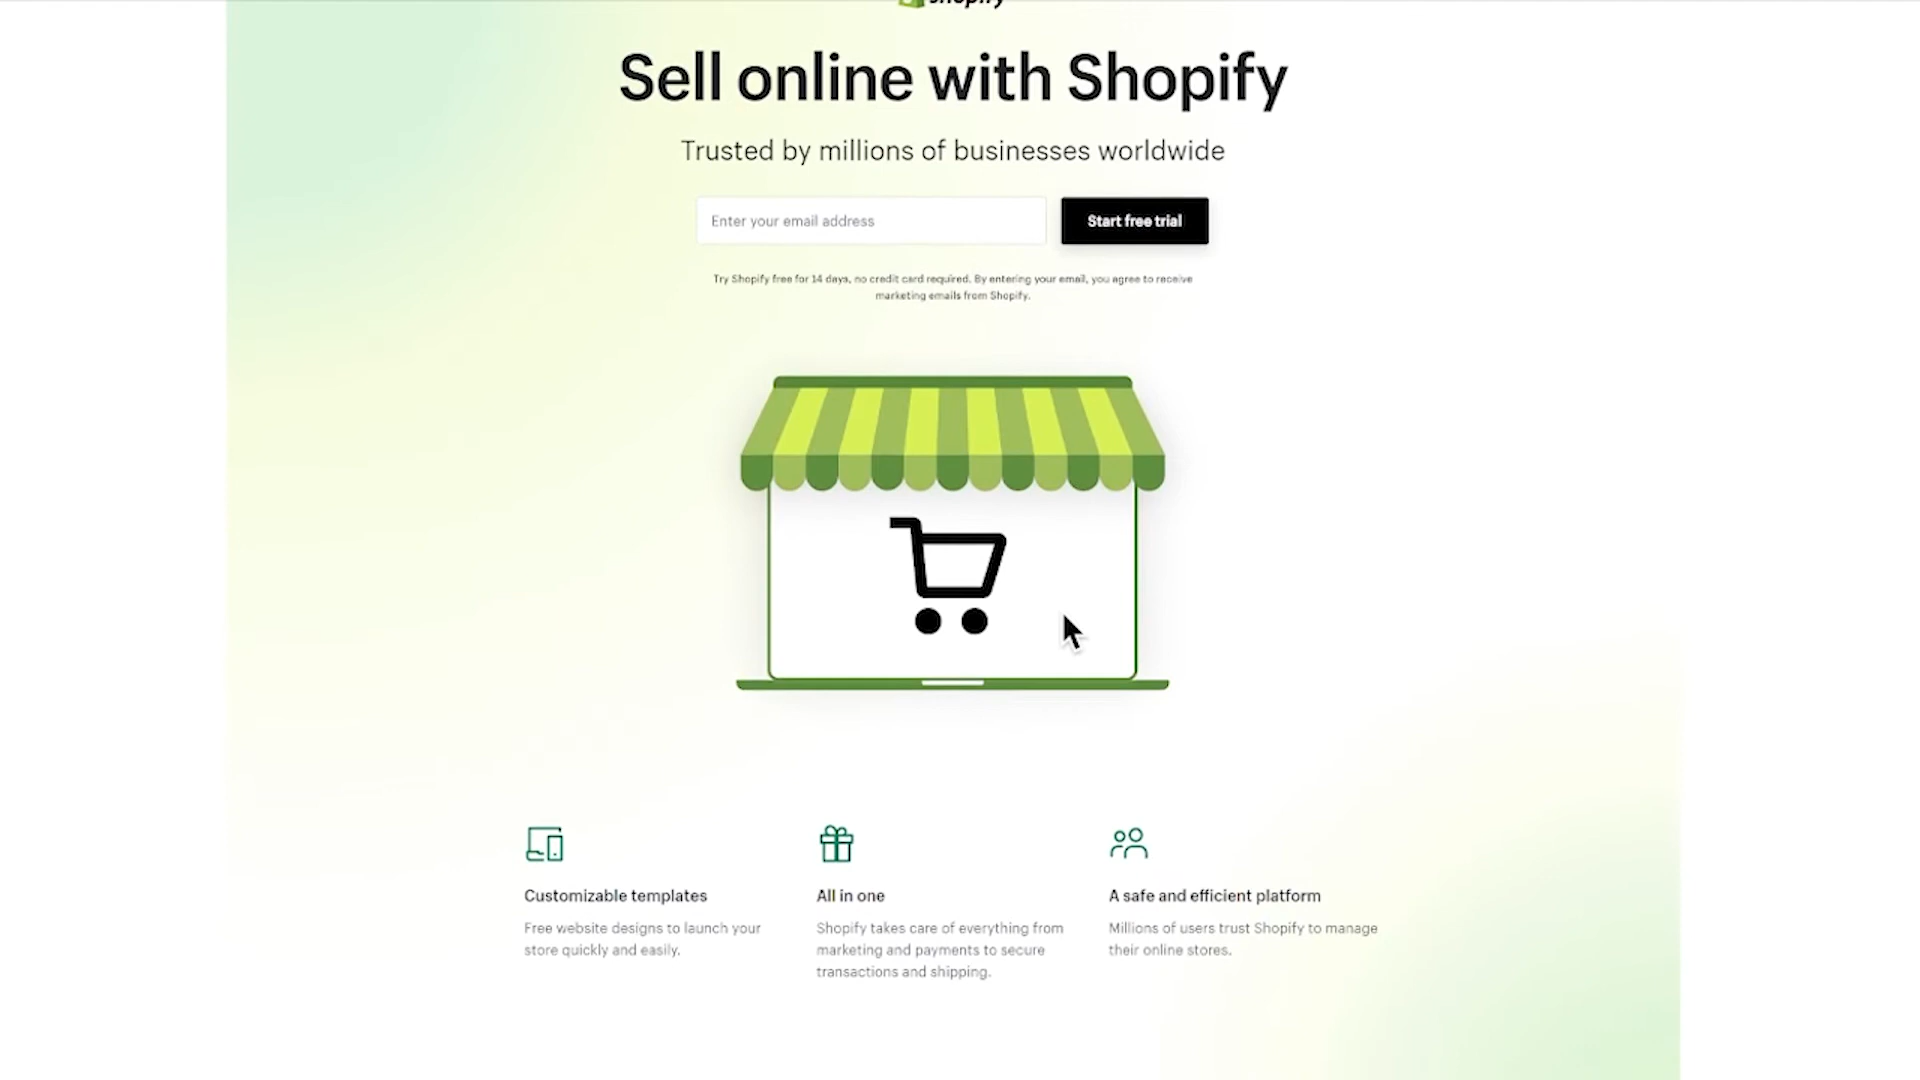 shopify
Sell online with Shopify
Trusted by millions of businesses worldwide
Enter your email address
Start free trial
Try Shopify free for 14 days, no credit card required. By entering your email, you agree to receive
marketing emails from Shopify.
Customizable templates
Free website designs to launch your
store quickly and easily.
All in one
Shopify takes care of everything from
marketing and payments to secure
transactions and shipping.
A safe and efficient platform
Millions of users trust Shopify to manage
their online stores.